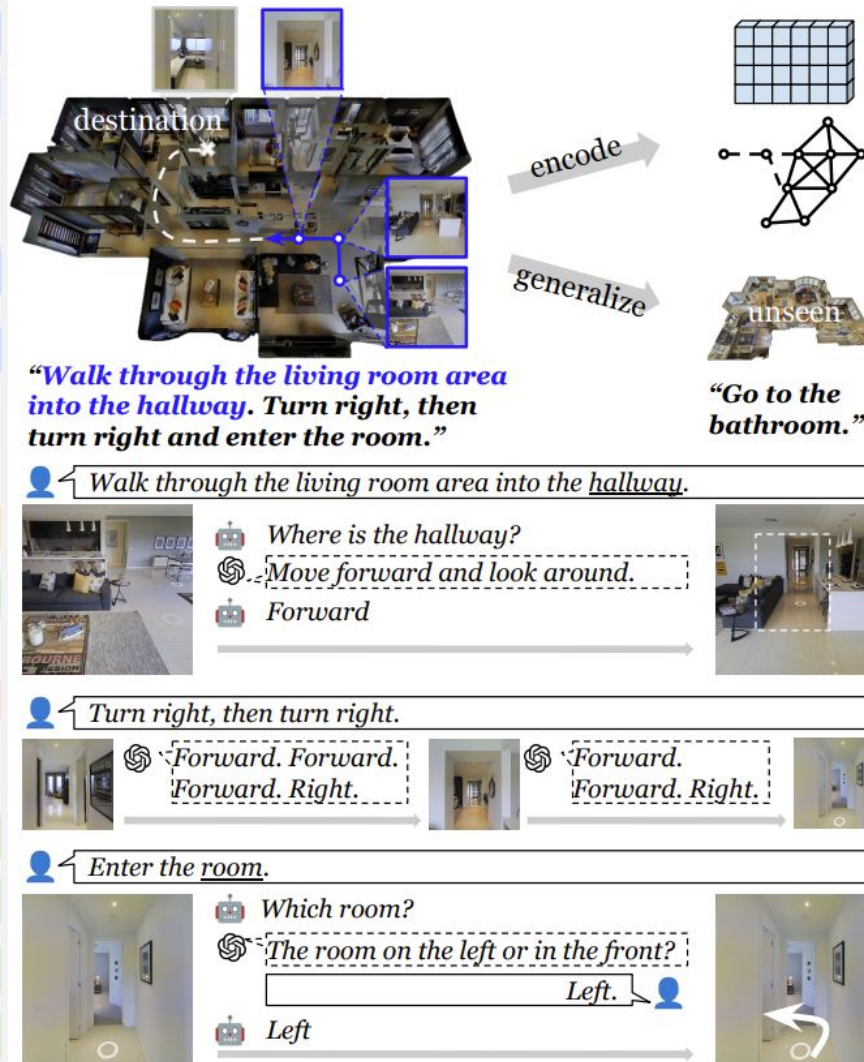 destination
encode
generalize
unseen
“Walk through the living room area
into the hallway. Turn right, then
turn right and enter the room.”
“Go to the
bathroom.”
Walk through the living room area into the hallway.
Where is the hallway?
Move forward and look around.
Forward
BOURNE
DESIGN
Turn right, then turn right.
Forward. Forward.
Forward. Right.
Forward.
Forward. Right.
Enter the room.
Which room?
The room on the left or in the front?
Left.
Left